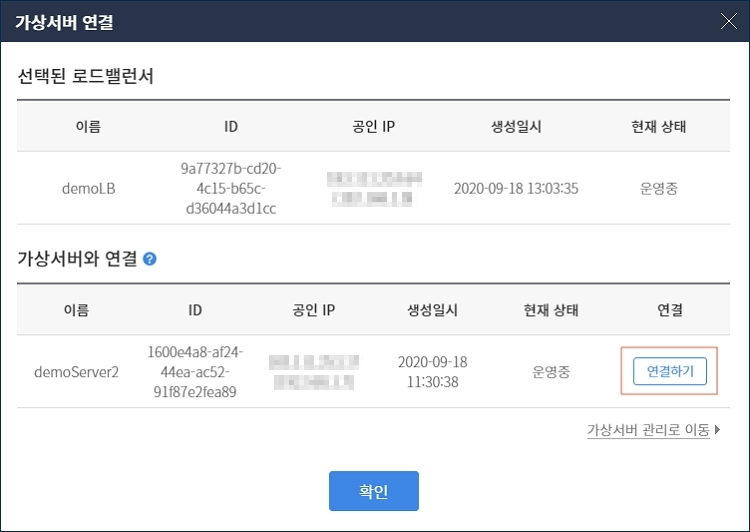 가상서버 연결
선택된 로드밸런서
이름 ID 공인 IP 생성일시 현재 상태
demoLB 9a77327b-cd20- 2020-09-18 13:03:35 운영중
4c15-b65c-
d36044a3d1cc
가상서버와 연결 ?
이름 ID 공인 IP 생성일시 현재 상태 연결
demoServer2 1600e4a8-af24- 2020-09-18 운영중 연결하기
44ea-ac52- 11:30:38
91f87e2fea89
가상서버 관리로 이동
확인